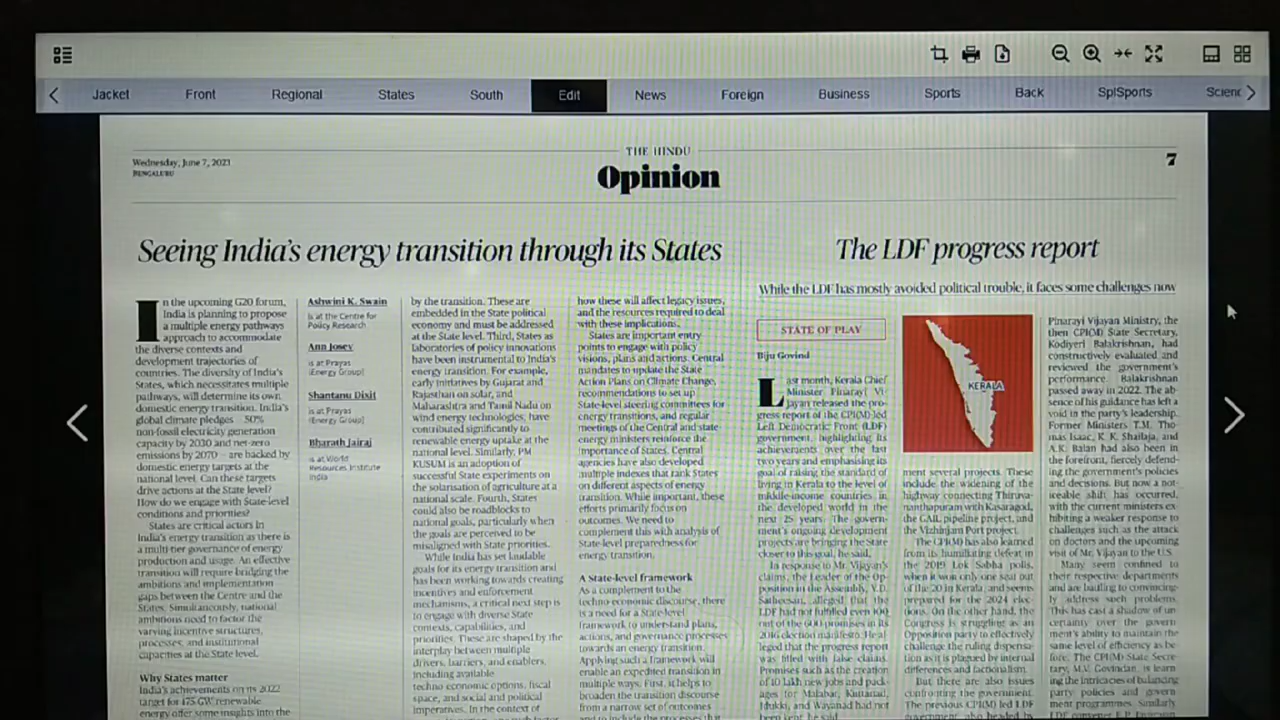 Jacket Front Regional States South Edit News Foreign Business Sports Back SplSports Scienc
Wednesday, June 7, 2023
BENGALURU
THE HINDU
Opinion
7
Seeing India's energy transition through its States
In the upcoming G20 forum,
India is planning to propose
a multiple energy pathways
approach to accommodate
the diverse contexts and
development trajectories of
countries. The diversity of India's
States, which necessitates multiple
pathways, will determine its own
domestic energy transition. India's
global climate pledges – 50%
non-fossil electricity generation
capacity by 2030 and net-zero
emissions by 2070 – are backed by
domestic energy targets at the
national level. Can these targets
drive actions at the State level?
How do we engage with State-level
conditions and priorities?
States are critical actors in
India's energy transition as there is
a multi-tier governance of energy
production and usage. An effective
transition will require bridging the
ambitions and implementation
gaps between the Centre and the
States. Simultaneously, national
ambitions need to factor the
varying incentive structures,
processes, and institutional
capacities at the State level.
Why States matter
India's achievements on its 2022
target for 175 GW renewable
energy offer some insights into the
Ashwini K. Swain
is at the Centre for
Policy Research
Ann Josey
is at Prayas
(Energy Group)
Shantanu Dixit
is at Prayas
(Energy Group)
Bharath Jairaj
is at World
Resources Institute
India
by the transition. These are
embedded in the State political
economy and must be addressed
at the State level. Third, States as
laboratories of policy innovations
have been instrumental to India's
energy transition. For example,
early initiatives by Gujarat and
Rajasthan on solar, and
Maharashtra and Tamil Nadu on
wind energy technologies, have
contributed significantly to
renewable energy uptake at the
national level. Similarly, PM
KUSUM is an adoption of
successful State experiments on
the solarisation of agriculture at a
national scale. Fourth, States
could also be roadblocks to
national goals, particularly when
the goals are perceived to be
misaligned with State priorities.
While India has set laudable
goals for its energy transition and
has been working towards creating
incentives and enforcement
mechanisms, a critical next step is
to engage with diverse State
contexts, capabilities, and
priorities. These are shaped by the
interplay between multiple
drivers, barriers, and enablers,
including available
techno-economic options, fiscal
space, and social and political
imperatives. In the context of
how these will affect legacy issues,
and the resources required to deal
with these implications.
States are important entry
points to engage with policy
visions, plans and actions. Central
mandates to update the State
Action Plans on Climate Change,
recommendations to set up
State-level steering committees for
energy transitions, and regular
meetings of the Central and state
energy ministers reinforce the
importance of States. Central
agencies have also developed
multiple indexes that rank States
on different aspects of energy
transition. While important, these
efforts primarily focus on
outcomes. We need to
complement this with analysis of
State-level preparedness for
energy transition.
A State-level framework
As a complement to the
techno-economic discourse, there
is a need for a State-level
framework to understand plans,
actions, and governance processes
towards an energy transition.
Applying such a framework will
enable an expedited transition in
multiple ways. First, it helps to
broaden the transition discourse
from a narrow set of outcomes
and to include the processes that
The LDF progress report
While the LDF has mostly avoided political trouble, it faces some challenges now
STATE OF PLAY
Biju Govind
Last month, Kerala Chief
Minister Pinarayi Vi-
jayan released the pro-
gress report of the CPI(M)-led
Left Democratic Front (LDF)
government, highlighting its
achievements over the last
two years and emphasising its
goal of raising the standard of
living in Kerala to the level of
middle-income countries in
the developed world in the
next 25 years. The govern-
ment's ongoing development
projects are bringing the State
closer to this goal, he said.
In response to Mr. Vijayan's
claims, the Leader of the Op-
position in the Assembly, V.D.
Satheesan, alleged that the
LDF had not fulfilled even 100
out of the 600 promises in its
2016 election manifesto. He al-
leged that the progress report
was filled with false claims.
Promises such as the creation
of 10 lakh new jobs and pack-
ages for Malabar, Kuttanad,
Idukki, and Wayanad had not
been kept, he said.
KERALA
ment several projects. These
include the widening of the
highway connecting Thiruva-
nanthapuram with Kasaragod,
the GAIL pipeline project, and
the Vizhinjam Port project.
The CPI(M) has also learned
from its humiliating defeat in
the 2019 Lok Sabha polls,
when it won only one seat out
of the 20 in Kerala, and seems
prepared for the 2024 elec-
tions. On the other hand, the
Congress is struggling as an
Opposition party to effectively
challenge the ruling dispensa-
tion as it is plagued by internal
differences and factionalism.
But there are also issues
confronting the government.
The previous CPI(M)-led LDF
government, also headed by
Pinarayi Vijayan Ministry, the
then CPI(M) State Secretary,
Kodiyeri Balakrishnan, had
constructively evaluated and
reviewed the government's
performance. Balakrishnan
passed away in 2022. The ab-
sence of his guidance has left a
void in the party's leadership.
Former Ministers T.M. Tho-
mas Isaac, K. K. Shailaja, and
A.K. Balan had also been in
the forefront, fiercely defend-
ing the government's policies
and decisions. But now a not-
iceable shift has occurred,
with the current ministers ex-
hibiting a weaker response to
challenges such as the attack
on doctors and the upcoming
visit of Mr. Vijayan to the U.S.
Many seem confined to
their respective departments
and are failing to convincing-
ly address such problems.
This has cast a shadow of un-
certainty over the govern-
ment's ability to maintain the
same level of efficiency as be-
fore. The CPI(M) State Secre-
tary, M.V. Govindan, is learn-
ing the intricacies of balancing
party policies and govern-
ment programmes. Similarly